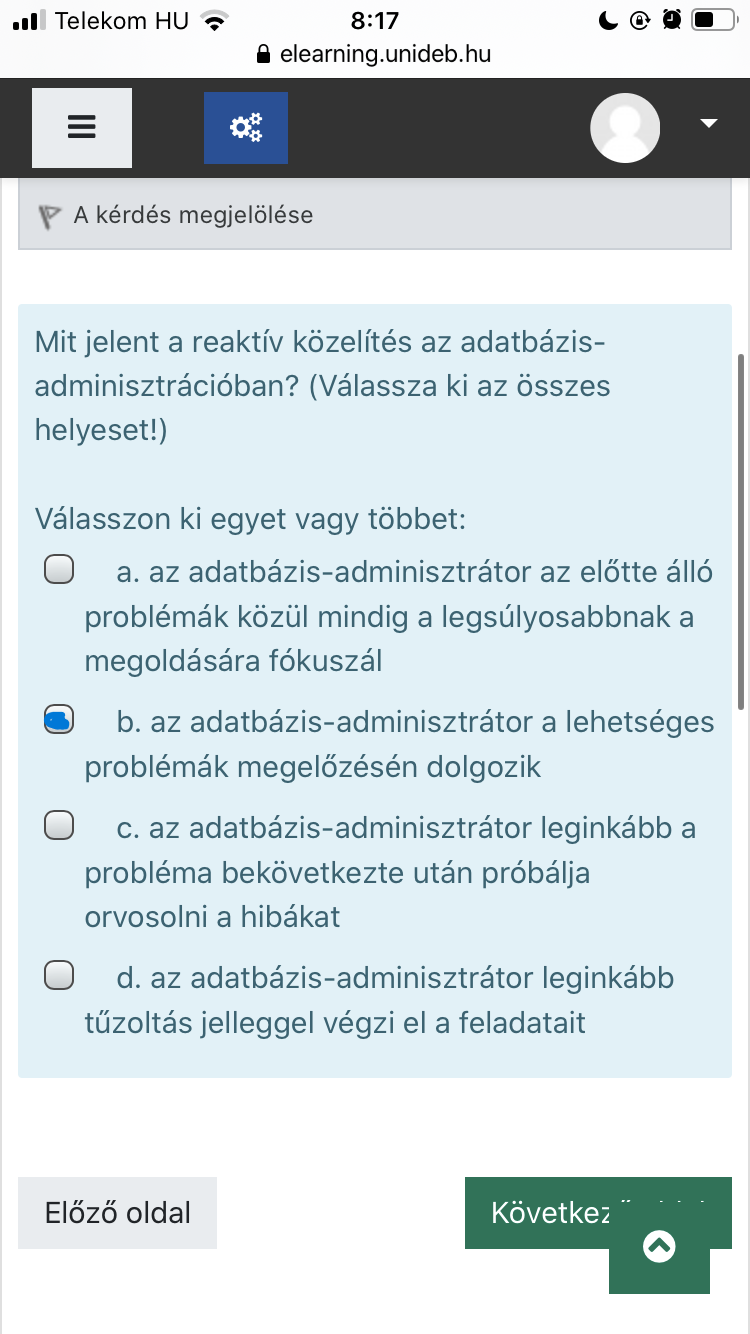 Telekom HU 8:17
elearning.unideb.hu
A kérdés megjelölése
Mit jelent a reaktív közelítés az adatbázis-
adminisztrációban? (Válassza ki az összes
helyeset!)
Válasszon ki egyet vagy többet:
a. az adatbázis-adminisztrátor az előtte álló
problémák közül mindig a legsúlyosabbnak a
megoldására fókuszál
b. az adatbázis-adminisztrátor a lehetséges
problémák megelőzésén dolgozik
c. az adatbázis-adminisztrátor leginkább a
probléma bekövetkezte után próbálja
orvosolni a hibákat
d. az adatbázis-adminisztrátor leginkább
tűzoltás jelleggel végzi el a feladatait
Előző oldal